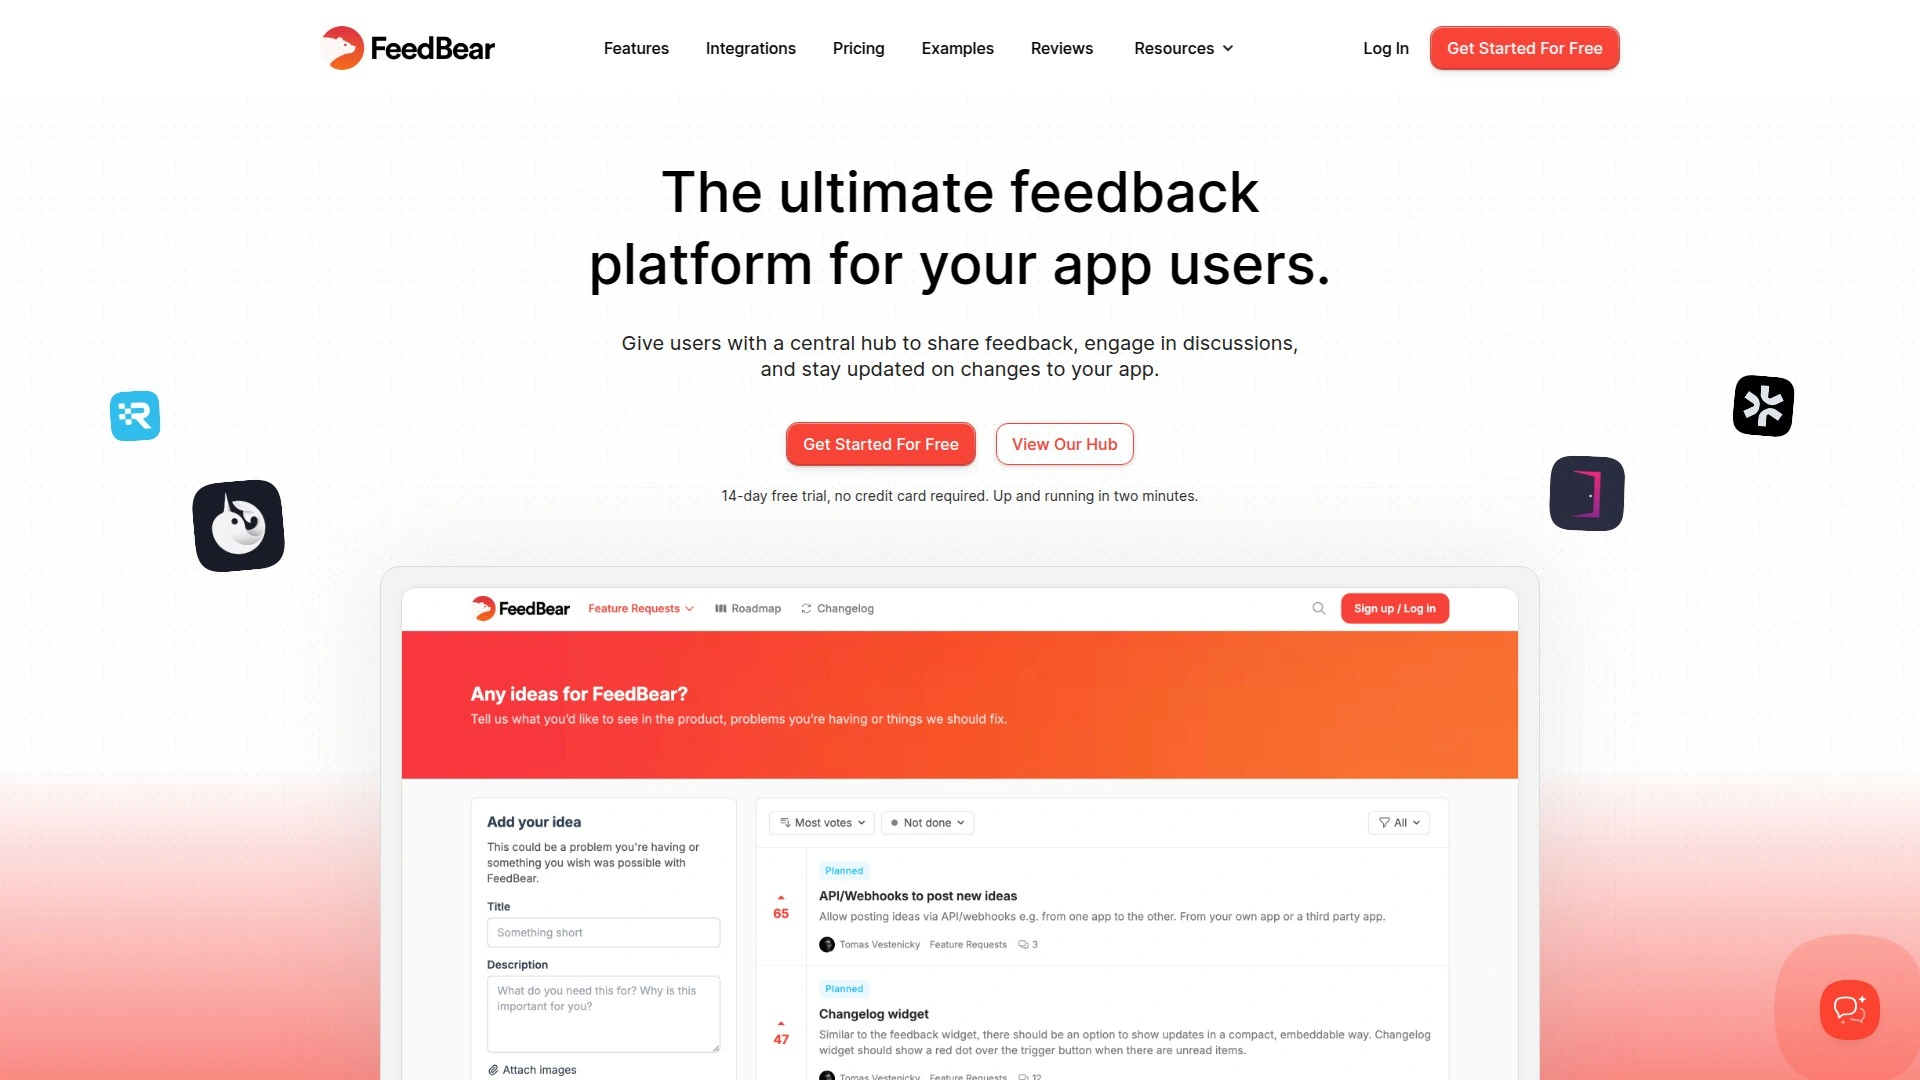 FeedBear
Features
Integrations
Pricing
Examples
Reviews
Resources
Log In
Get Started For Free
The ultimate feedback
platform for your app users.
Give users with a central hub to share feedback, engage in discussions,
and stay updated on changes to your app.
Get Started For Free
View Our Hub
14-day free trial, no credit card required. Up and running in two minutes.
FeedBear
Feature Requests
Roadmap
Changelog
Sign up / Log in
Any ideas for FeedBear?
Tell us what you'd like to see in the product, problems you're having or things we should fix.
Add your idea
This could be a problem you're having or
something you wish was possible with
FeedBear.
Title
Something short
Description
What do you need this for? Why is this
important for you?
Attach images
Most votes
Not done
All
Planned
65
API/Webhooks to post new ideas
Allow posting ideas via API/webhooks e.g. from one app to the other. From your own app or a third party app.
Tomas Vestenicky
Feature Requests
3
Planned
47
Changelog widget
Similar to the feedback widget, there should be an option to show updates in a compact, embeddable way. Changelog
widget should show a red dot over the trigger button when there are unread items.
Tomas Vestenicky
Feature Requests
12